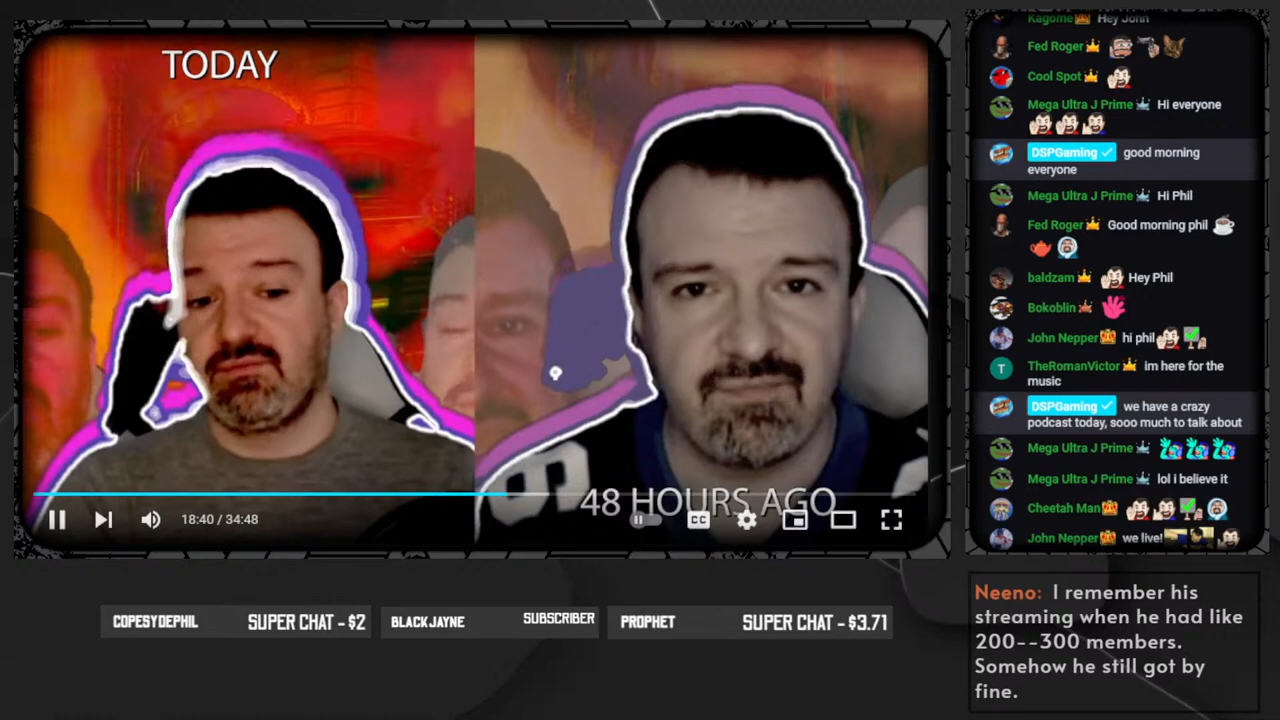 TODAY
48 HOURS AGO
18:40 / 34:48
CC
Kagome Hey John
Fed Roger
Cool Spot
Mega Ultra J Prime Hi everyone
DSPGaming good morning
everyone
Mega Ultra J Prime Hi Phil
Fed Roger Good morning phil
baldzam Hey Phil
Bokoblin
John Nepper hi phil
T TheRomanVictor im here for the
music
DSPGaming we have a crazy
podcast today, sooo much to talk about
Mega Ultra J Prime
Mega Ultra J Prime lol i believe it
Cheetah Man
John Nepper we live!
COPESYDEPHIL SUPER CHAT - $2
BLACKJAYNE SUBSCRIBER
PROPHET SUPER CHAT - $3.71
Neeno: I remember his
streaming when he had like
200--300 members.
Somehow he still got by
fine.